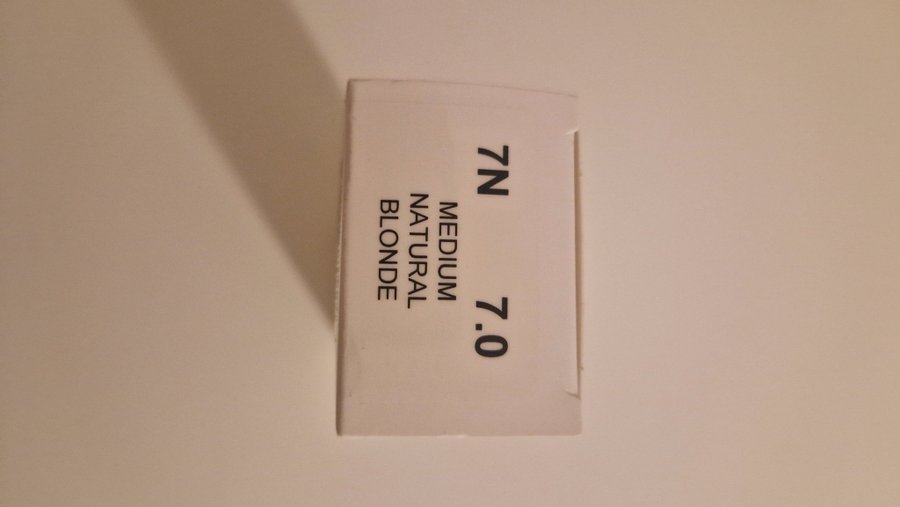 7N 7.0
MEDIUM
NATURAL
BLONDE